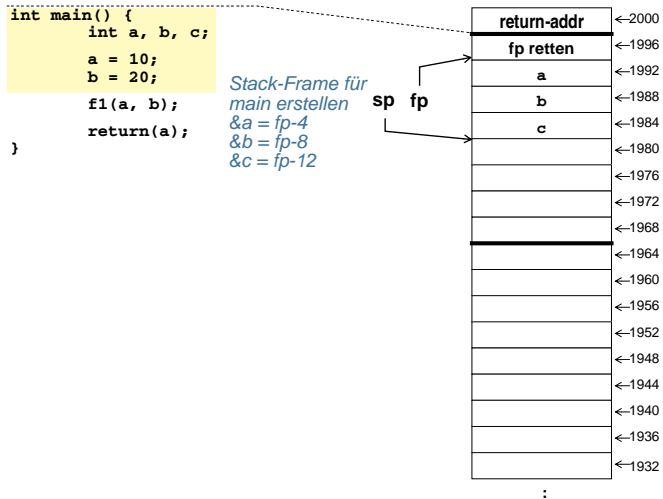 int main() {
int a, b, c;
a = 10;
b = 20;
f1(a, b);
return(a);
}
Stack-Frame für
main erstellen
&a = fp-4
&b = fp-8
&c = fp-12
sp fp
return-addr
fp retten
a
b
c
2000
1996
1992
1988
1984
1980
1976
1972
1968
1964
1960
1956
1952
1948
1944
1940
1936
1932
: